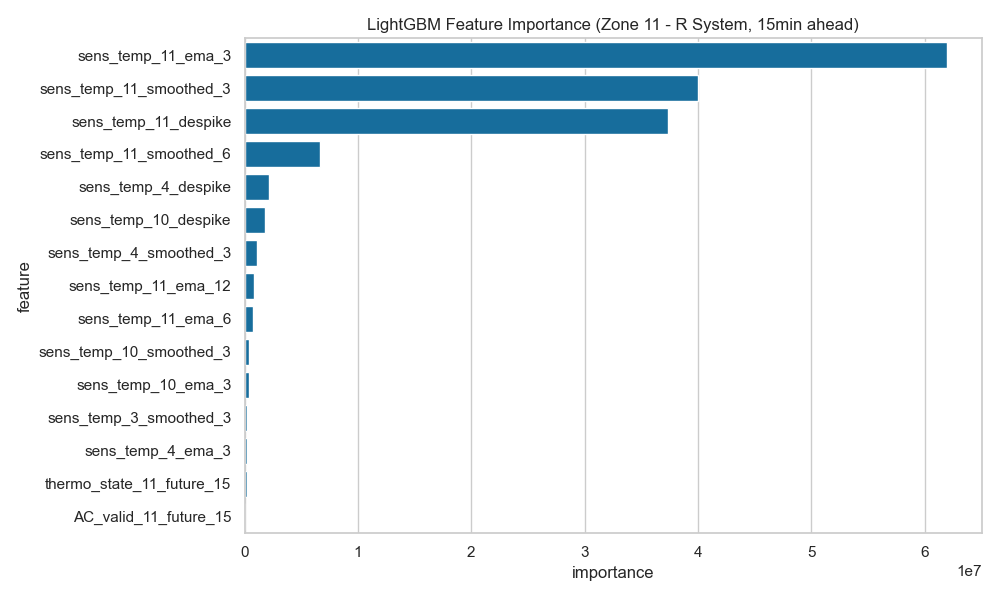 LightGBM Feature Importance (Zone 11 - R System, 15min ahead)
sens_temp_11_ema_3
sens_temp_11_smoothed_3
sens_temp_11_despike
sens_temp_11_smoothed_6
sens_temp_4_despike
sens_temp_10_despike
sens_temp_4_smoothed_3
sens_temp_11_ema_12
sens_temp_11_ema_6
sens_temp_10_smoothed_3
sens_temp_10_ema_3
sens_temp_3_smoothed_3
sens_temp_4_ema_3
thermo_state_11_future_15
AC_valid_11_future_15
feature
0 1 2 3 4 5 6
1e7
importance